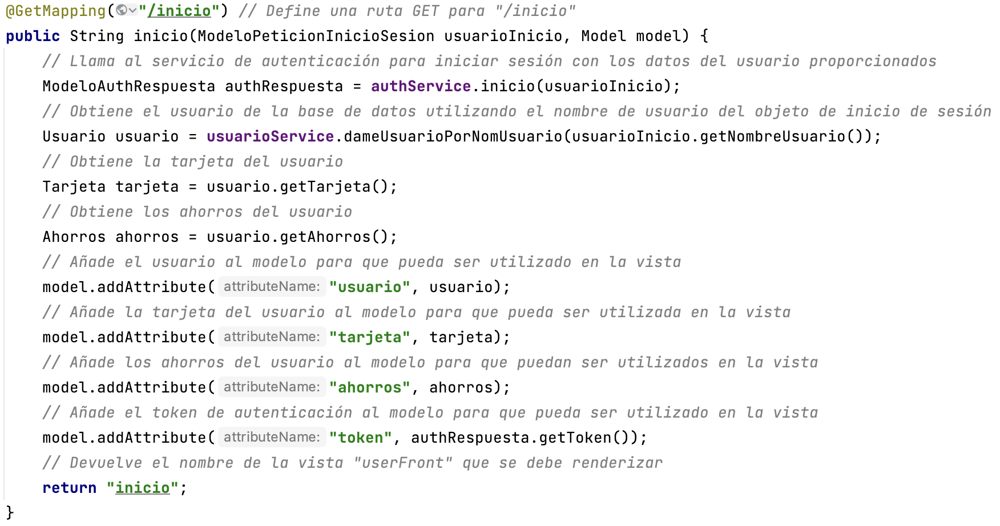 @GetMapping("/inicio") // Define una ruta GET para "/inicio"
public String inicio(ModeloPeticionInicioSesion usuarioInicio, Model model) {
    // Llama al servicio de autenticación para iniciar sesión con los datos del usuario proporcionados
    ModeloAuthRespuesta authRespuesta = authService.inicio(usuarioInicio);
    // Obtiene el usuario de la base de datos utilizando el nombre de usuario del objeto de inicio de sesión
    Usuario usuario = usuarioService.dameUsuarioPorNomUsuario(usuarioInicio.getNombreUsuario());
    // Obtiene la tarjeta del usuario
    Tarjeta tarjeta = usuario.getTarjeta();
    // Obtiene los ahorros del usuario
    Ahorros ahorros = usuario.getAhorros();
    // Añade el usuario al modelo para que pueda ser utilizado en la vista
    model.addAttribute( attributeName: "usuario", usuario);
    // Añade la tarjeta del usuario al modelo para que pueda ser utilizada en la vista
    model.addAttribute( attributeName: "tarjeta", tarjeta);
    // Añade los ahorros del usuario al modelo para que puedan ser utilizados en la vista
    model.addAttribute( attributeName: "ahorros", ahorros);
    // Añade el token de autenticación al modelo para que pueda ser utilizado en la vista
    model.addAttribute( attributeName: "token", authRespuesta.getToken());
    // Devuelve el nombre de la vista "userFront" que se debe renderizar
    return "inicio";
}